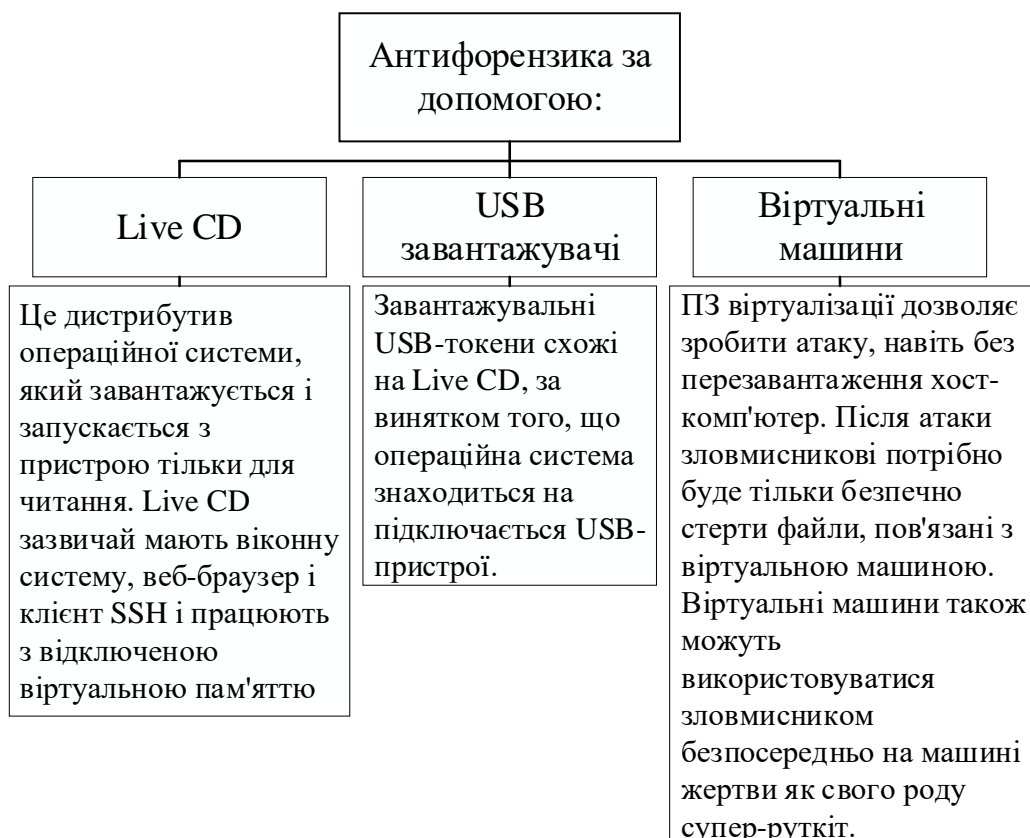 Антифорензика за
допомогою:
Live CD
USB
завантажувачі
Віртуальні
машини
Це дистрибутив
операційної системи,
який завантажується і
запускається з
пристрою тільки для
читання. Live CD
зазвичай мають віконну
систему, веб-браузер і
клієнт SSH і працюють
з відключеною
віртуальною пам'яттю
Завантажувальні
USB-токени схожі
на Live CD, за
винятком того, що
операційна система
знаходиться на
підключається USB-
пристрої.
ПЗ віртуалізації дозволяє
зробити атаку, навіть без
перезавантаження хост-
комп'ютер. Після атаки
зловмисникові потрібно
буде тільки безпечно
стерти файли, пов'язані з
віртуальною машиною.
Віртуальні машини також
можуть
використовуватися
зловмисником
безпосередньо на машині
жертви як свого роду
супер-руткіт.